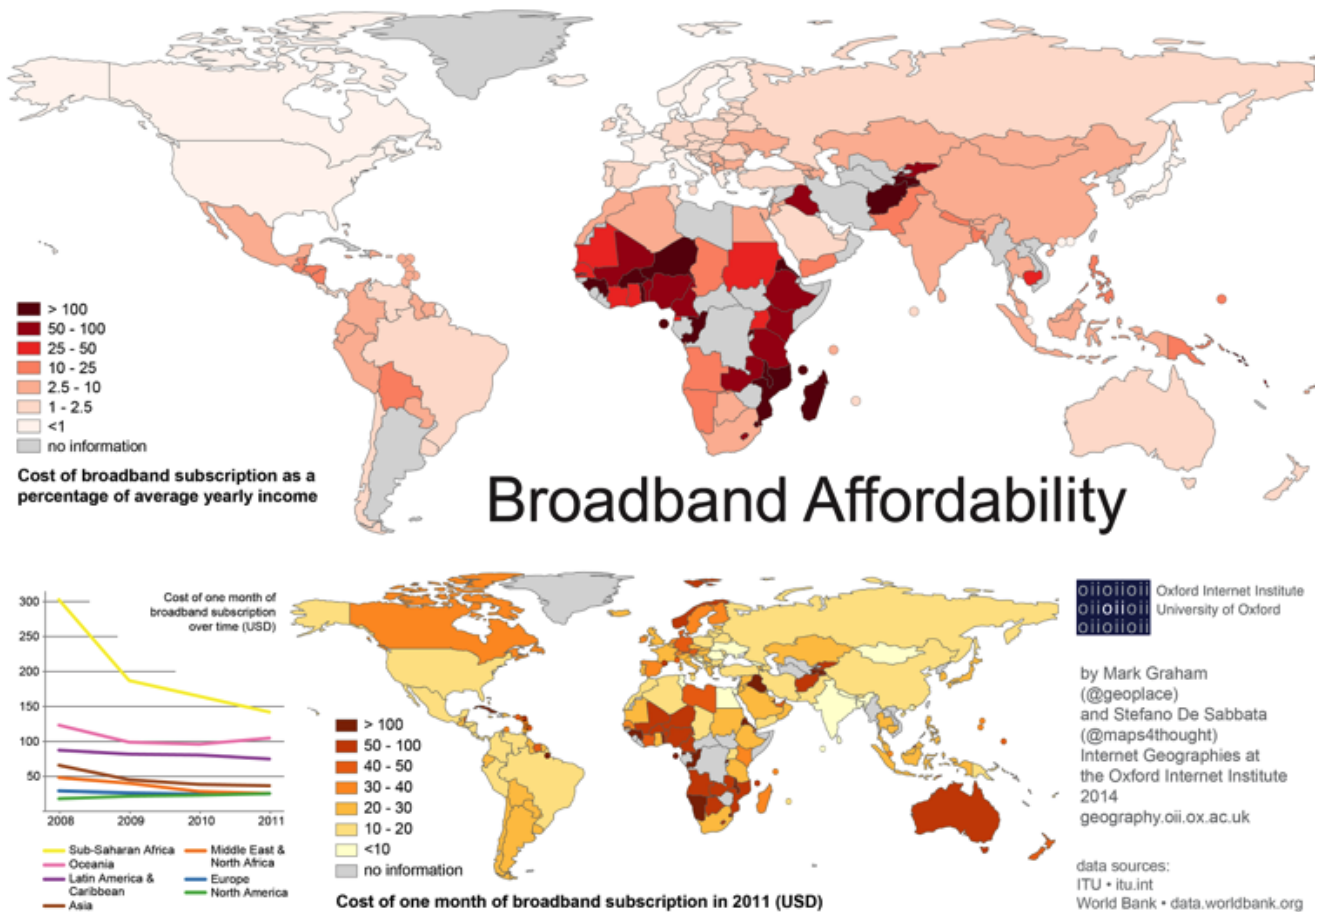 > 100
50 - 100
25 - 50
10 - 25
2.5 - 10
1 - 2.5
<1
no information
Cost of broadband subscription as a
percentage of average yearly income
Broadband Affordability
Cost of one month of
broadband subscription
over time (USD)
300
250
200
150
100
50
2008
2009
2010
2011
Sub-Saharan Africa
Oceania
Latin America &
Caribbean
Asia
Middle East &
North Africa
Europe
North America
> 100
50 - 100
40 - 50
30 - 40
20 - 30
10 - 20
<10
no information
Cost of one month of broadband subscription in 2011 (USD)
oiioiioii
oiioiioii
oiioiioii
Oxford Internet Institute
University of Oxford
by Mark Graham
(@geoplace)
and Stefano De Sabbata
(@maps4thought)
Internet Geographies at
the Oxford Internet Institute
2014
geography.oii.ox.ac.uk
data sources:
ITU • itu.int
World Bank • data.worldbank.org